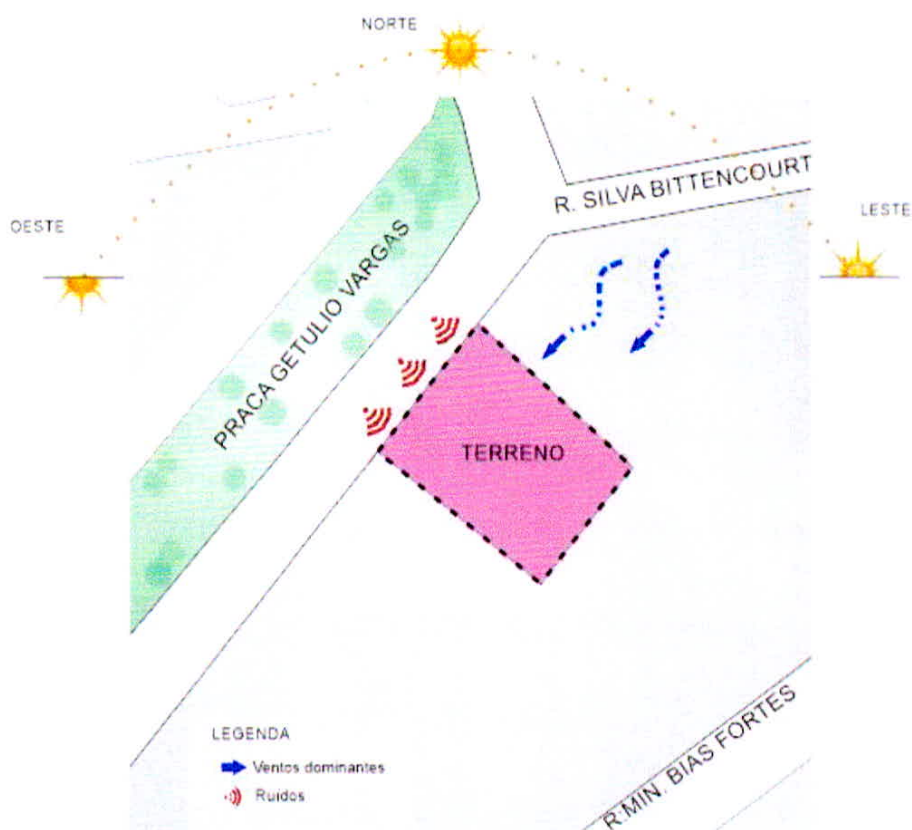 NORTE
OESTE
LESTE
R. SILVA BITTENCOURT
PRACA GETULIO VARGAS
TERRENO
LEGENDA
Ventos dominantes
Ruidos
R.MIN. BIAS FORTES